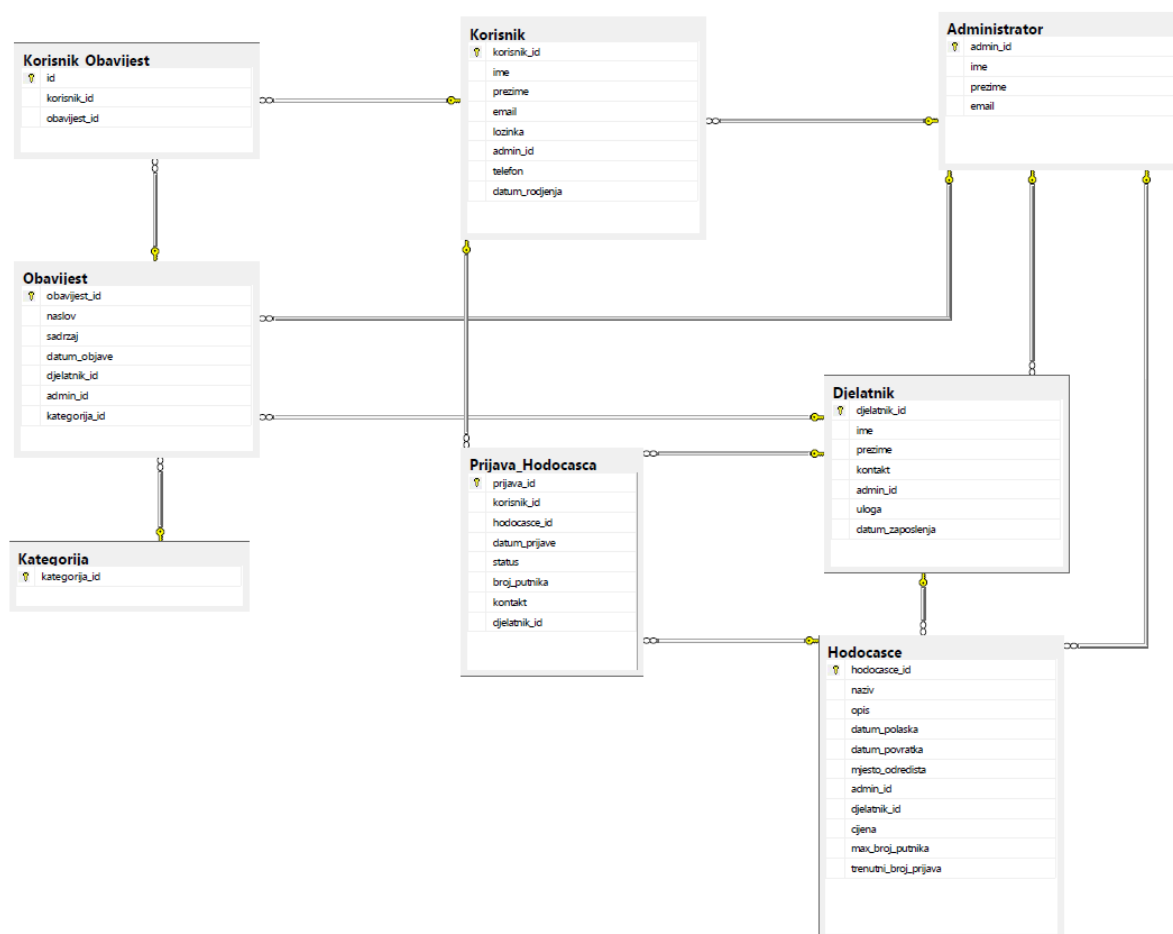 Korisnik_Obavijest
id
korisnik_id
obavijest_id
Korisnik
korisnik_id
ime
prezime
email
lozinka
admin_id
telefon
datum_rodjenja
Administrator
admin_id
ime
prezime
email
Obavijest
obavijest_id
naslov
sadrzaj
datum_objave
djelatnik_id
admin_id
kategorija_id
Djelatnik
djelatnik_id
ime
prezime
kontakt
admin_id
uloga
datum_zaposlenja
Prijava_Hodocasca
prijava_id
korisnik_id
hodocasce_id
datum_prijave
status
broj_putnika
kontakt
djelatnik_id
Kategorija
kategorija_id
Hodocasce
hodocasce_id
naziv
opis
datum_polaska
datum_povratka
mjesto_odredista
admin_id
djelatnik_id
cijena
max_broj_putnika
trenutni_broj_prijava